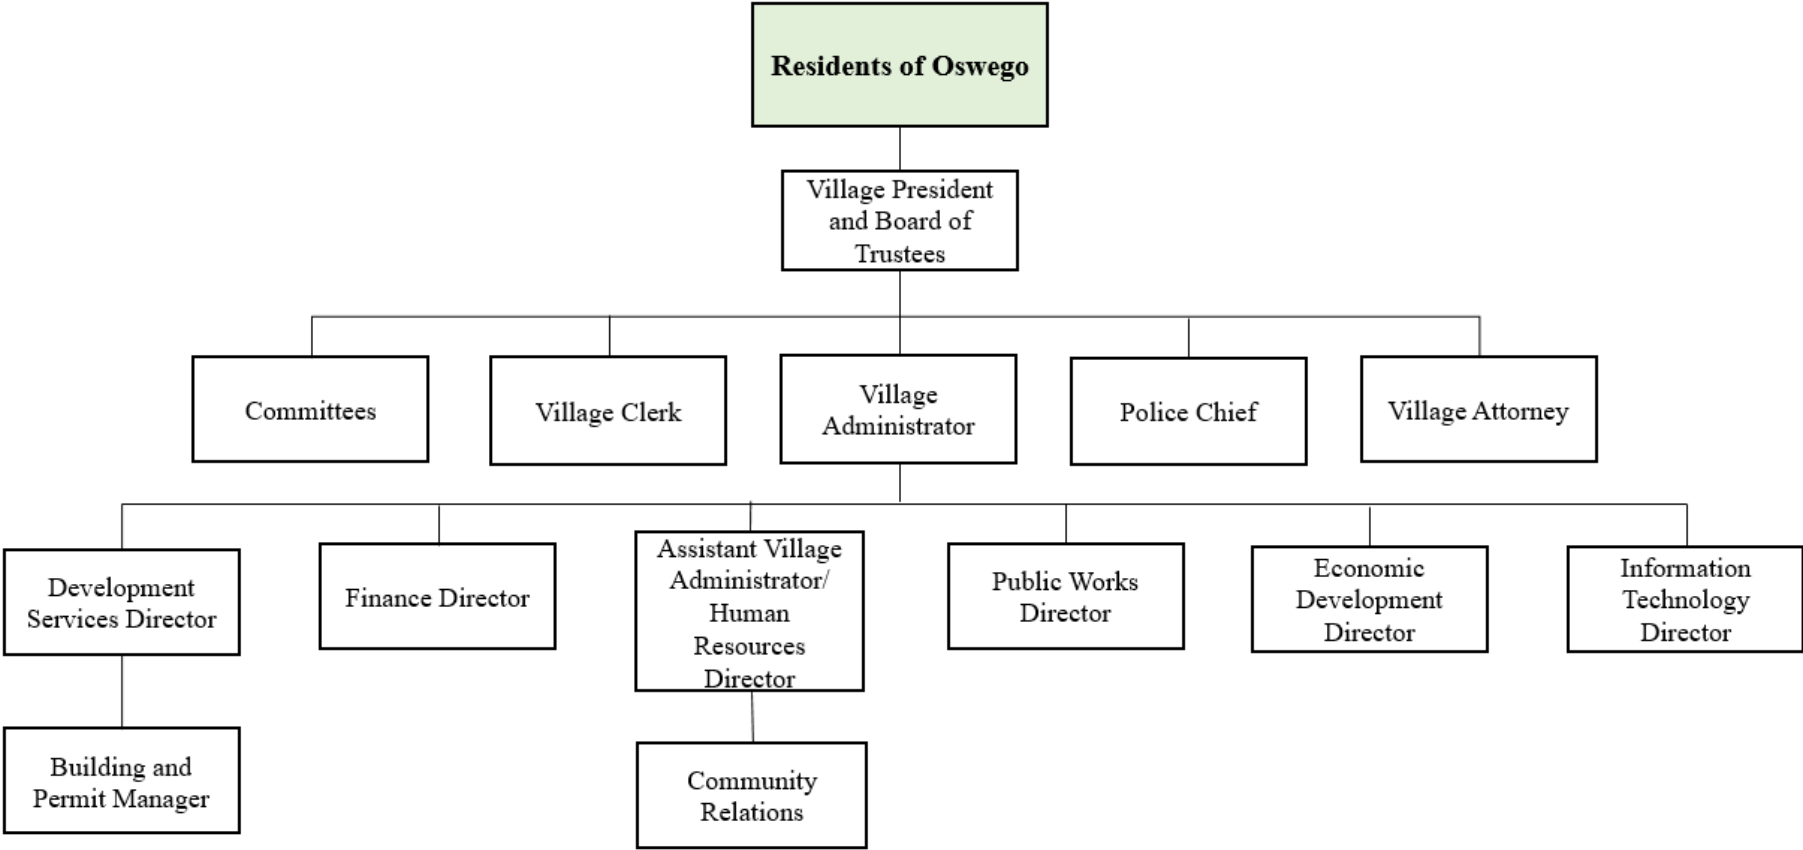 Residents of Oswego
Village President
and Board of
Trustees
Committees
Village Clerk
Village
Administrator
Police Chief
Village Attorney
Development
Services Director
Finance Director
Assistant Village
Administrator/
Human
Resources
Director
Public Works
Director
Economic
Development
Director
Information
Technology
Director
Building and
Permit Manager
Community
Relations